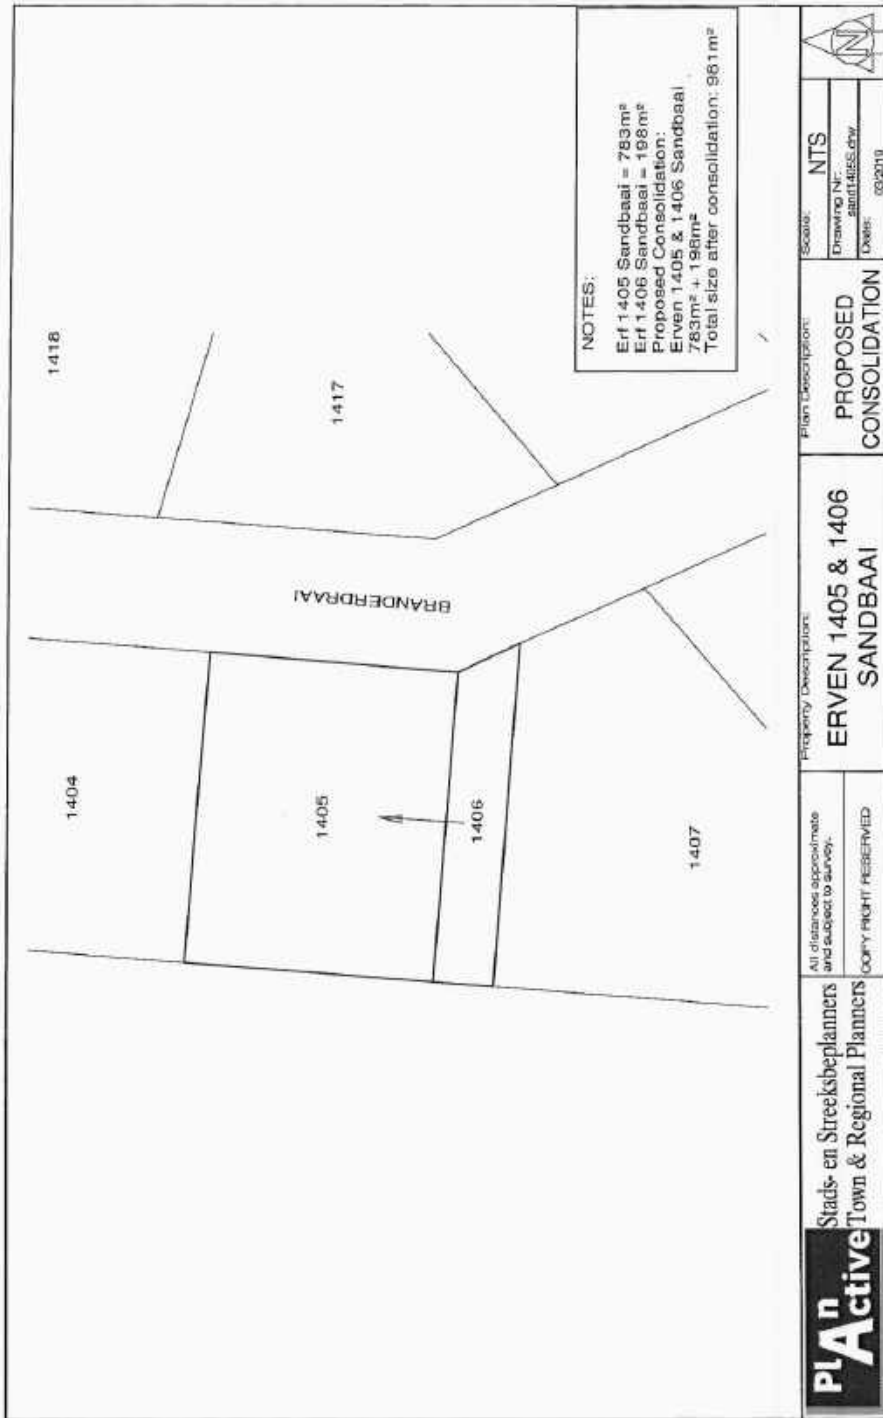 1418
1417
BRANDERDRAAI
1404
1405
1406
1407
NOTES:
Erf 1405 Sandbaai = 783m²
Erf 1406 Sandbaai = 198m²
Proposed Consolidation:
Erven 1405 & 1406 Sandbaai
783m² + 198m²
Total size after consolidation: 981m²
PLAn
Active
Stads- en Streeksbeplanners
Town & Regional Planners
All distances approximate
and subject to survey.
COPY RIGHT RESERVED
Property Description:
ERVEN 1405 & 1406
SANDBAAI
Plan Description:
PROPOSED
CONSOLIDATION
Scale:
NTS
Drawing Nr:
Date:
03/2019
N